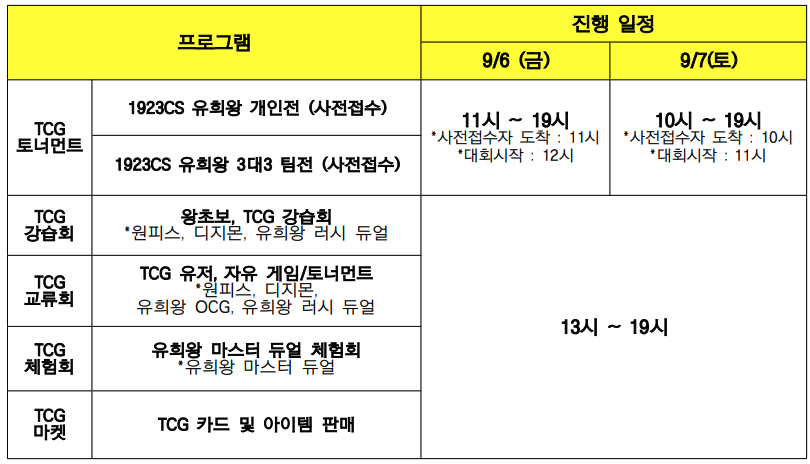 프로그램
진행 일정
9/6 (금)
9/7(토)
TCG
토너먼트
1923CS 유희왕 개인전 (사전접수)
1923CS 유희왕 3대3 팀전 (사전접수)
11시 ~ 19시
*사전접수자 도착 : 11시
*대회시작 : 12시
10시 ~ 19시
*사전접수자 도착 : 10시
*대회시작 : 11시
TCG
강습회
왕초보, TCG 강습회
*원피스, 디지몬, 유희왕 러시 듀얼
TCG
교류회
TCG 유저, 자유 게임/토너먼트
*원피스, 디지몬,
유희왕 OCG, 유희왕 러시 듀얼
TCG
체험회
유희왕 마스터 듀얼 체험회
*유희왕 마스터 듀얼
TCG
마켓
TCG 카드 및 아이템 판매
13시 ~ 19시